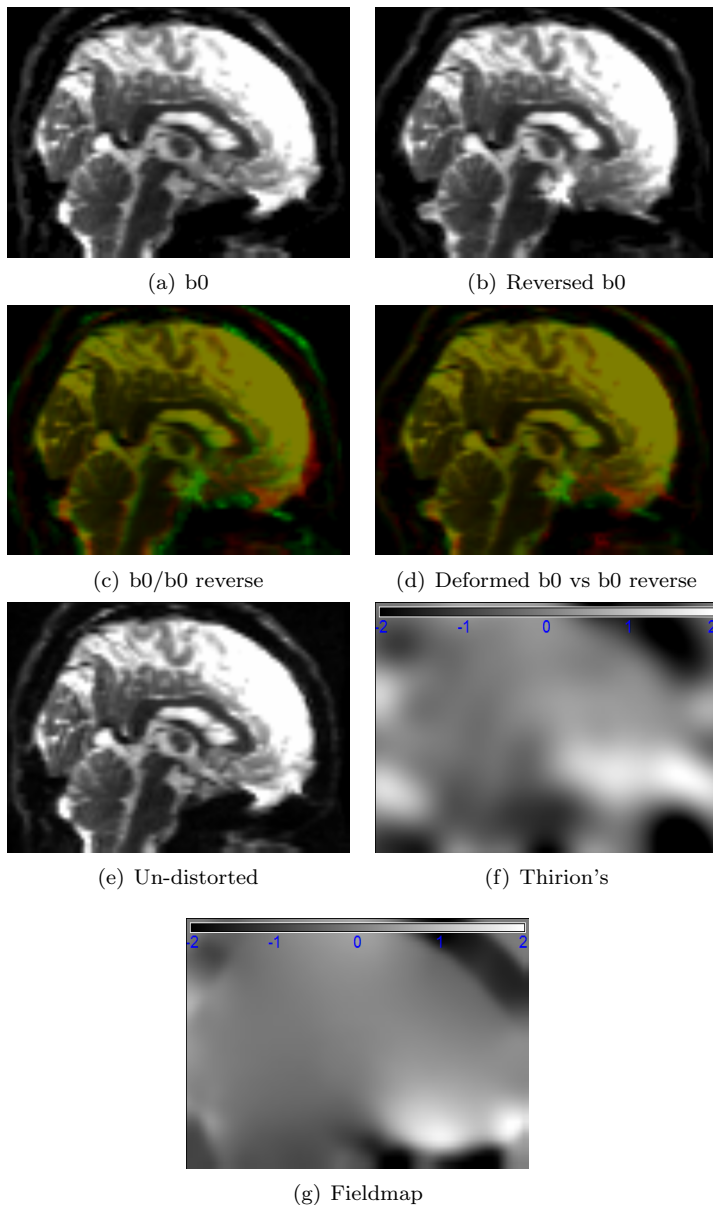 (a) b0
(b) Reversed b0
(c) b0/b0 reverse
(d) Deformed b0 vs b0 reverse
-2 -1 0 1 2
(e) Un-distorted
(f) Thirion's
-2 -1 0 1 2
(g) Fieldmap